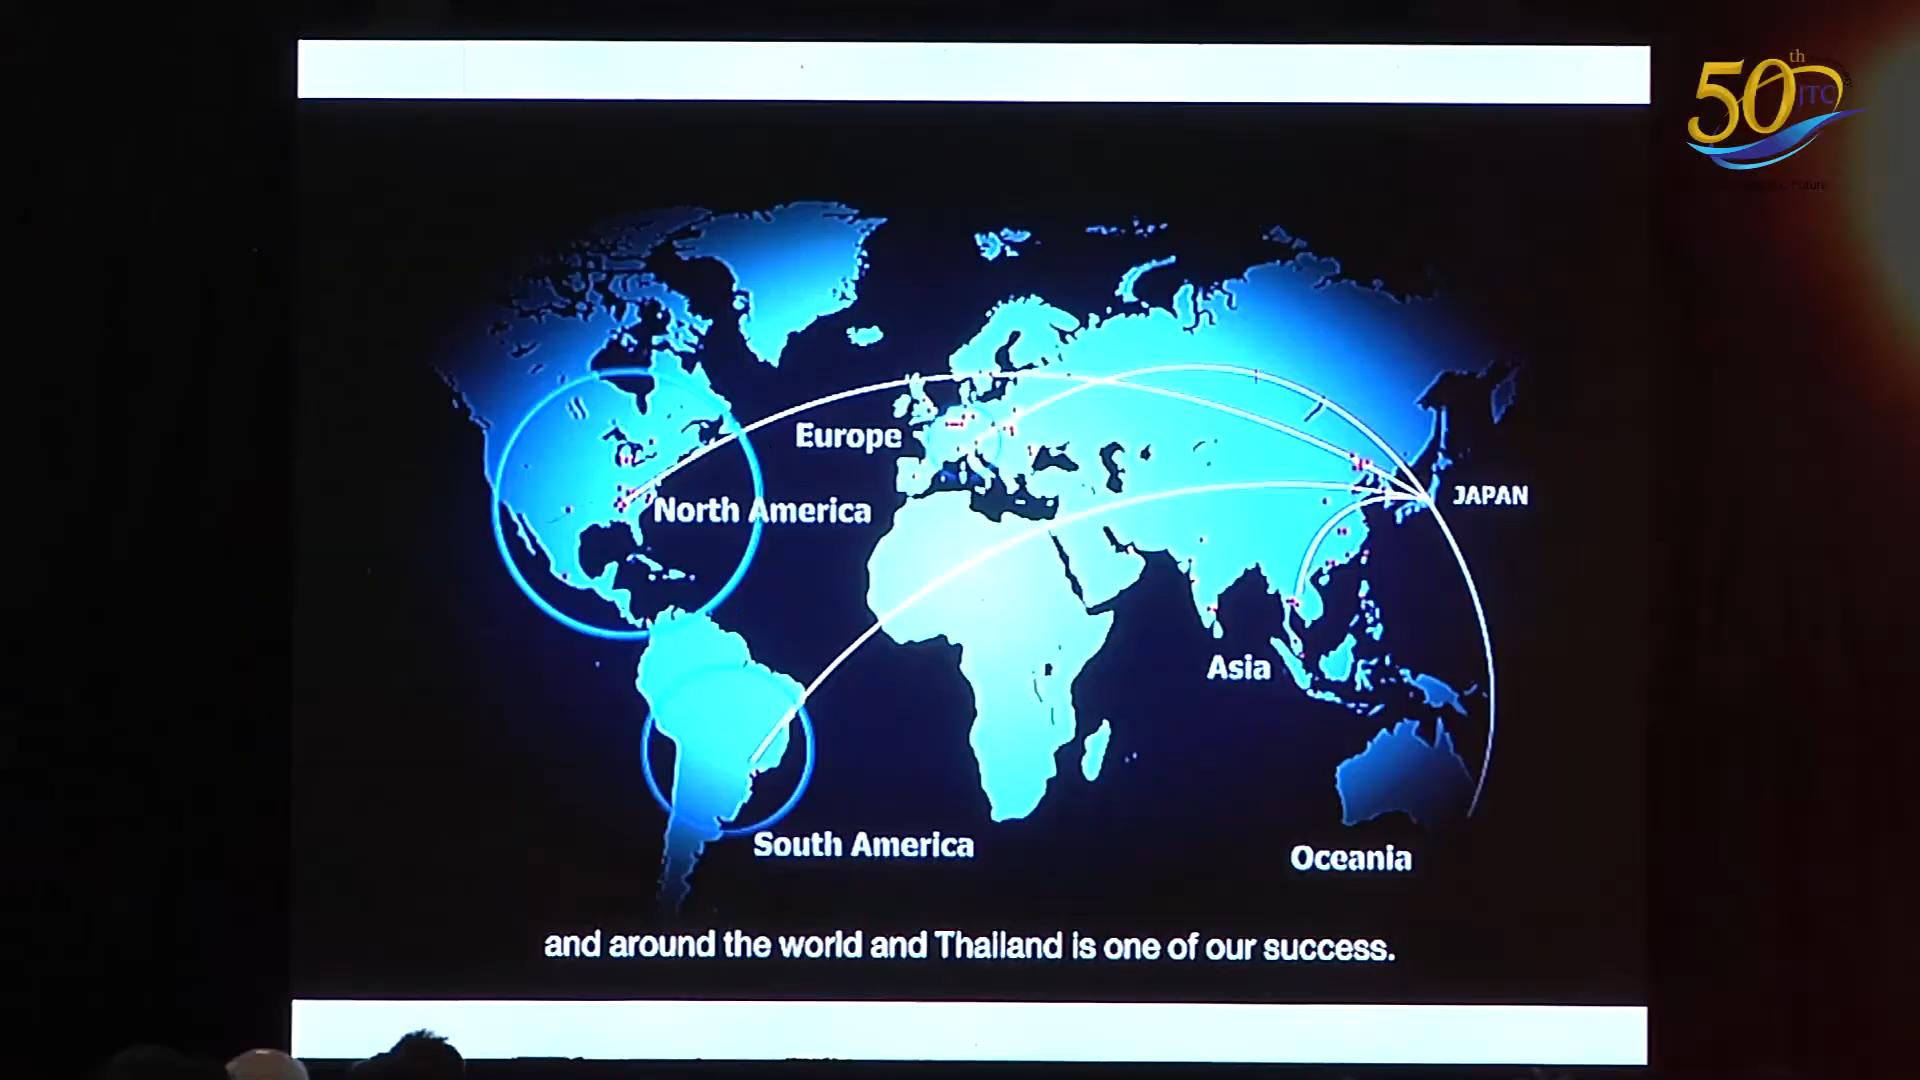 50th
JTC
Future
Europe
North America
JAPAN
Asia
South America
Oceania
and around the world and Thailand is one of our success.